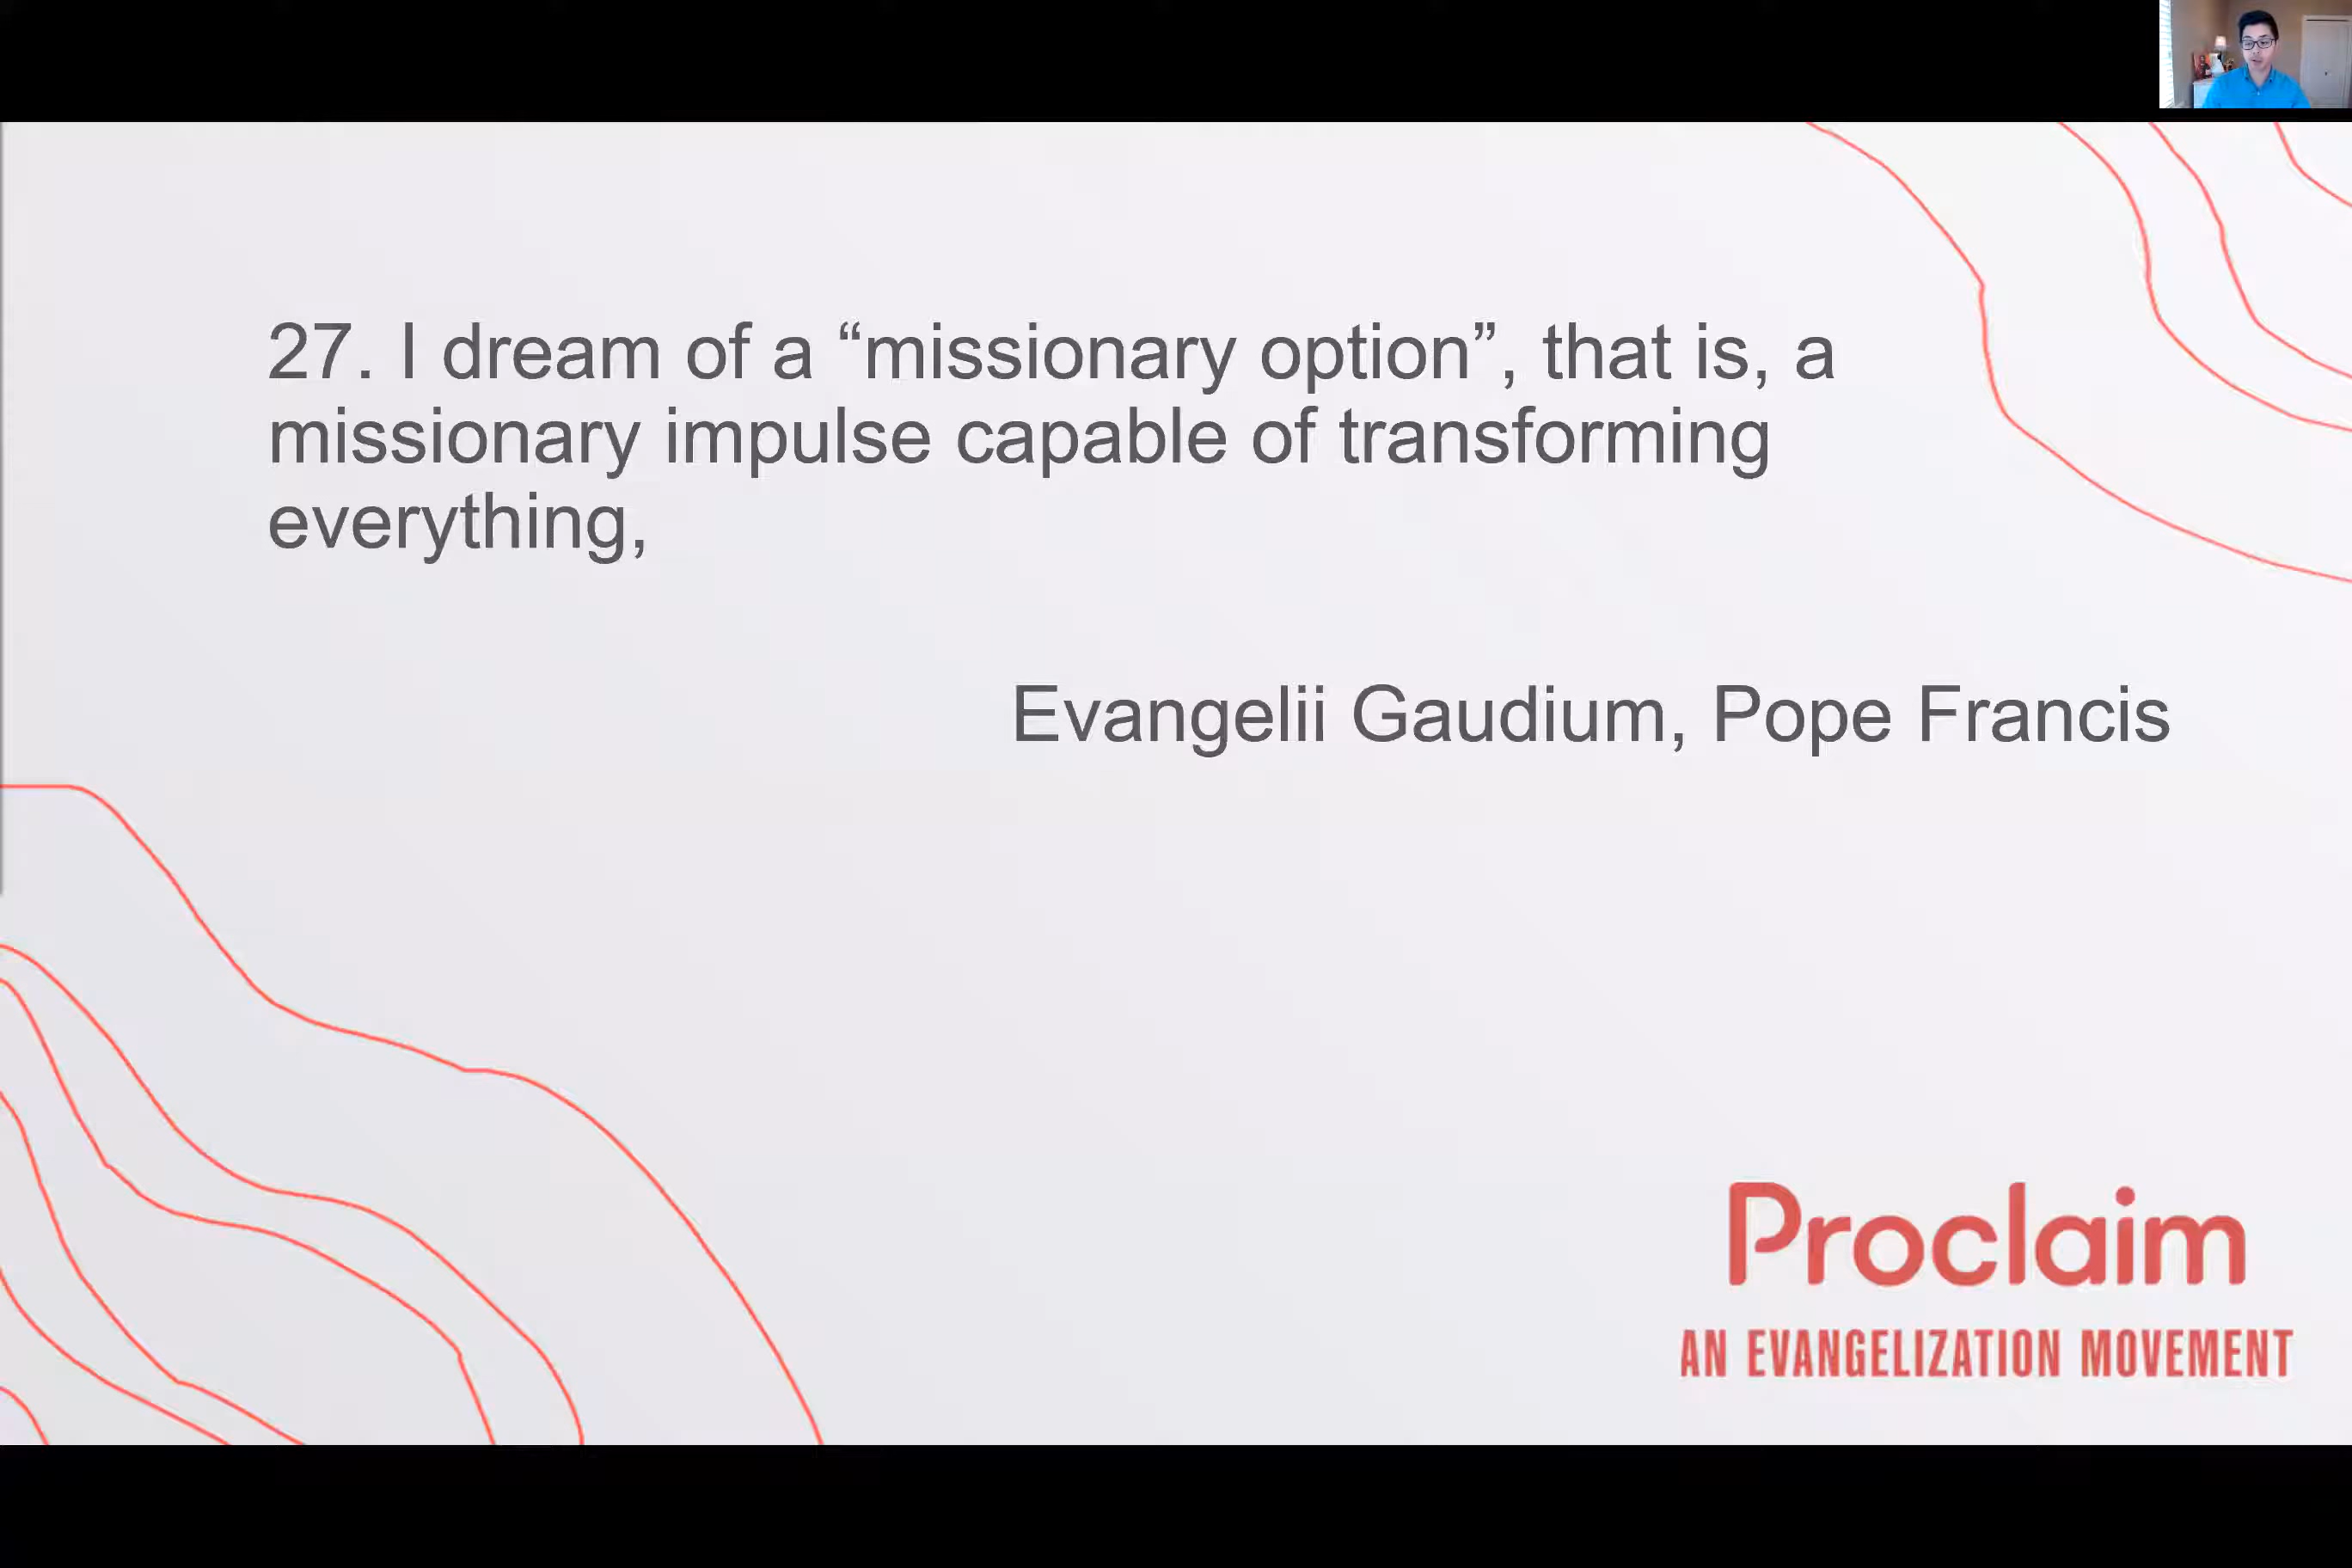 27. I dream of a “missionary option”, that is, a
missionary impulse capable of transforming
everything,
Evangelii Gaudium, Pope Francis
Proclaim
AN EVANGELIZATION MOVEMENT